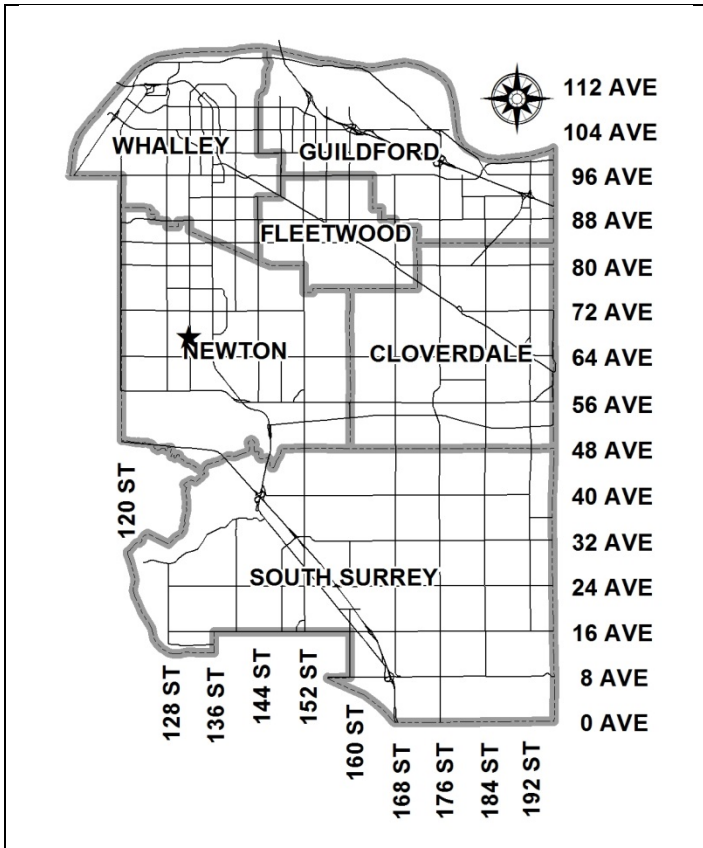 112 AVE
104 AVE
WHALLEY
GUILDFORD
96 AVE
88 AVE
FLEETWOOD
80 AVE
72 AVE
NEWTON
CLOVERDALE
64 AVE
56 AVE
48 AVE
120 ST
40 AVE
32 AVE
SOUTH SURREY
24 AVE
16 AVE
128 ST
136 ST
144 ST
152 ST
160 ST
168 ST
176 ST
184 ST
192 ST
8 AVE
0 AVE